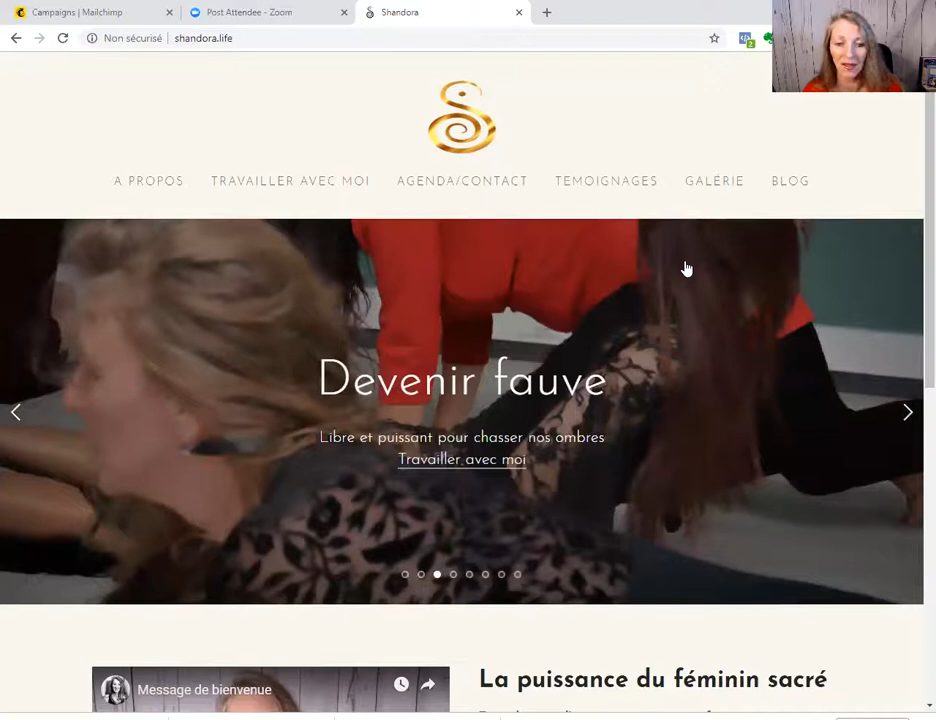 Campaigns | Mailchimp
Post Attendee - Zoom
Shandora
Non sécurisé
shandora.life
2
A PROPOS
TRAVAILLER AVEC MOI
AGENDA/CONTACT
TEMOIGNAGES
GALÉRIE
BLOG
Devenir fauve
Libre et puissant pour chasser nos ombres
Travailler avec moi
Message de bienvenue
La puissance du féminin sacré